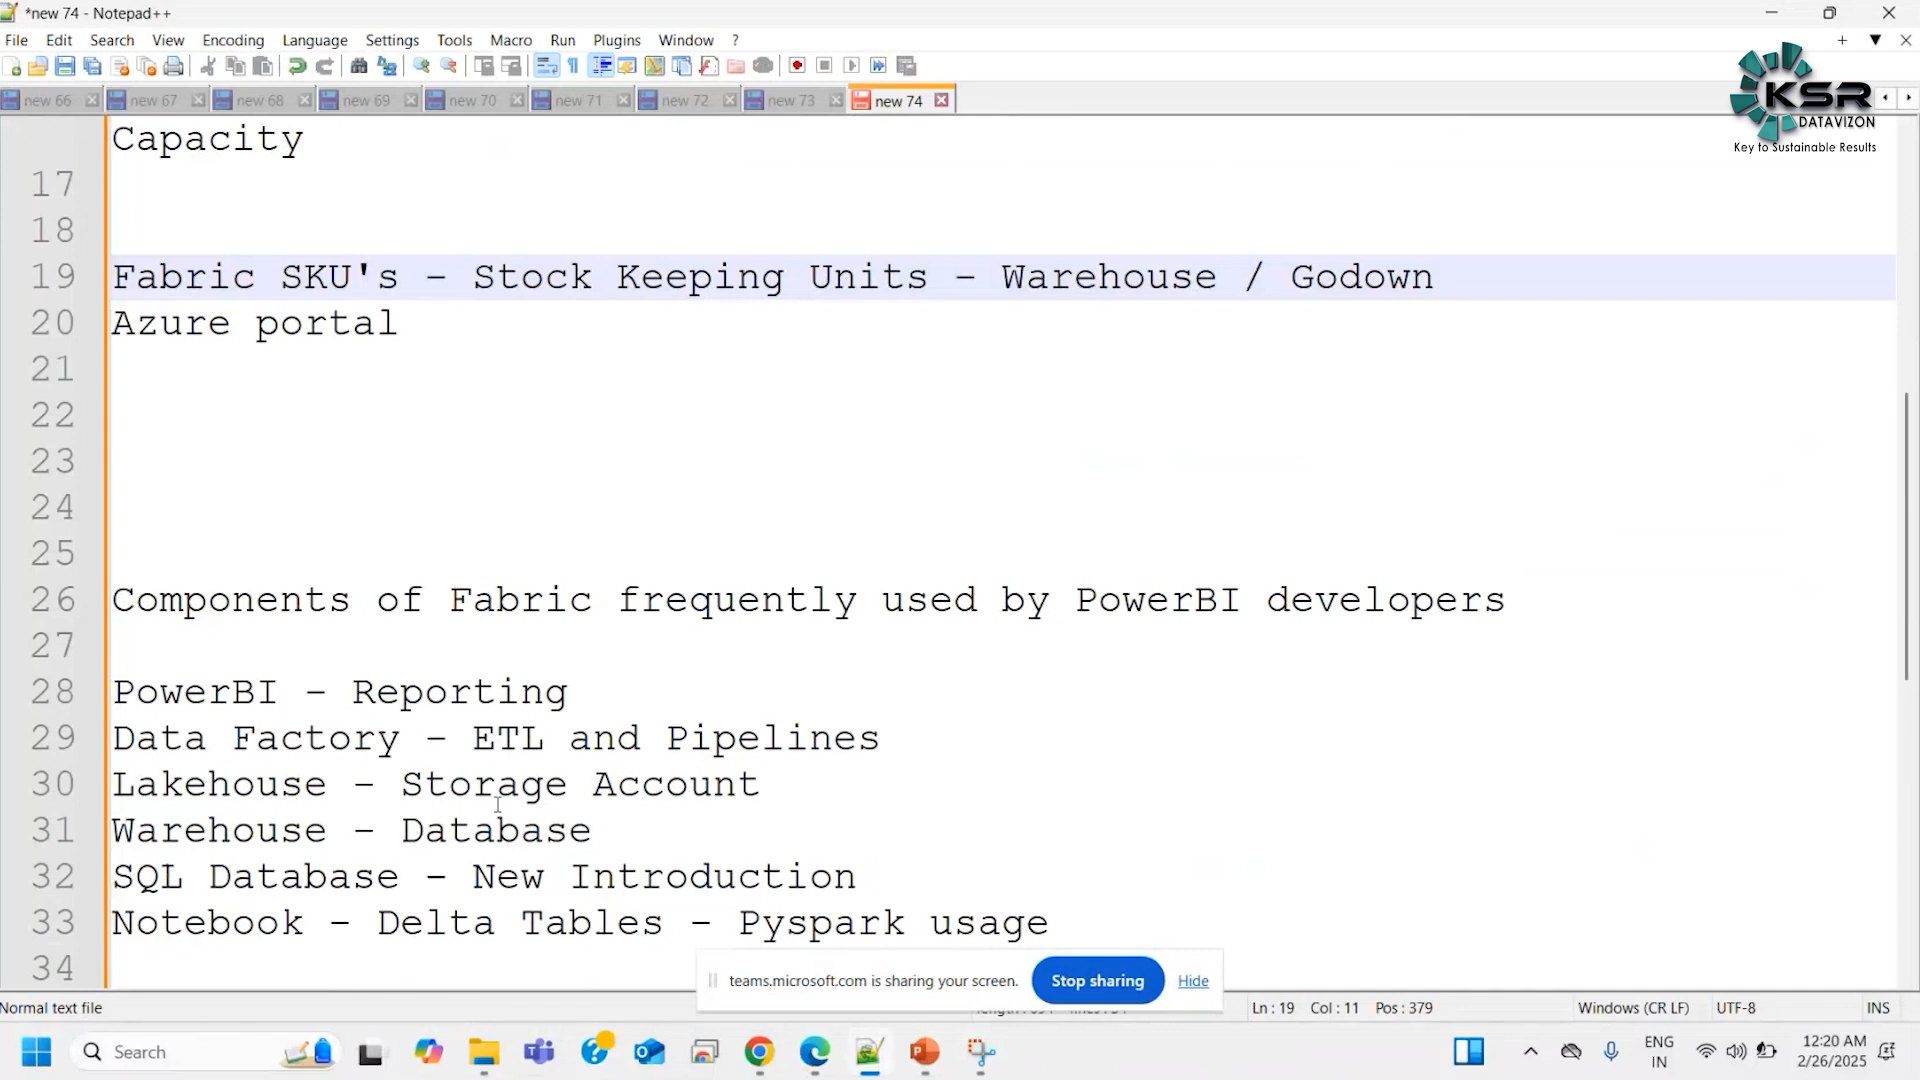 *new 74 - Notepad++
File Edit Search View Encoding Language Settings Tools Macro Run Plugins Window ?
new 66 new 67 new 68 new 69 new 70 new 71 new 72 new 73 new 74
KSR
DATAVIZON
Key to Sustainable Results
Capacity
17
18
19 Fabric SKU's - Stock Keeping Units - Warehouse / Godown
20 Azure portal
21
22
23
24
25
26 Components of Fabric frequently used by PowerBI developers
27
28 PowerBI - Reporting
29 Data Factory - ETL and Pipelines
30 Lakehouse - Storage Account
31 Warehouse - Database
32 SQL Database - New Introduction
33 Notebook - Delta Tables - Pyspark usage
34
teams.microsoft.com is sharing your screen. Stop sharing Hide
Normal text file Ln : 19 Col : 11 Pos : 379 Windows (CR LF) UTF-8 INS
Search
ENG
IN
12:20 AM
2/26/2025